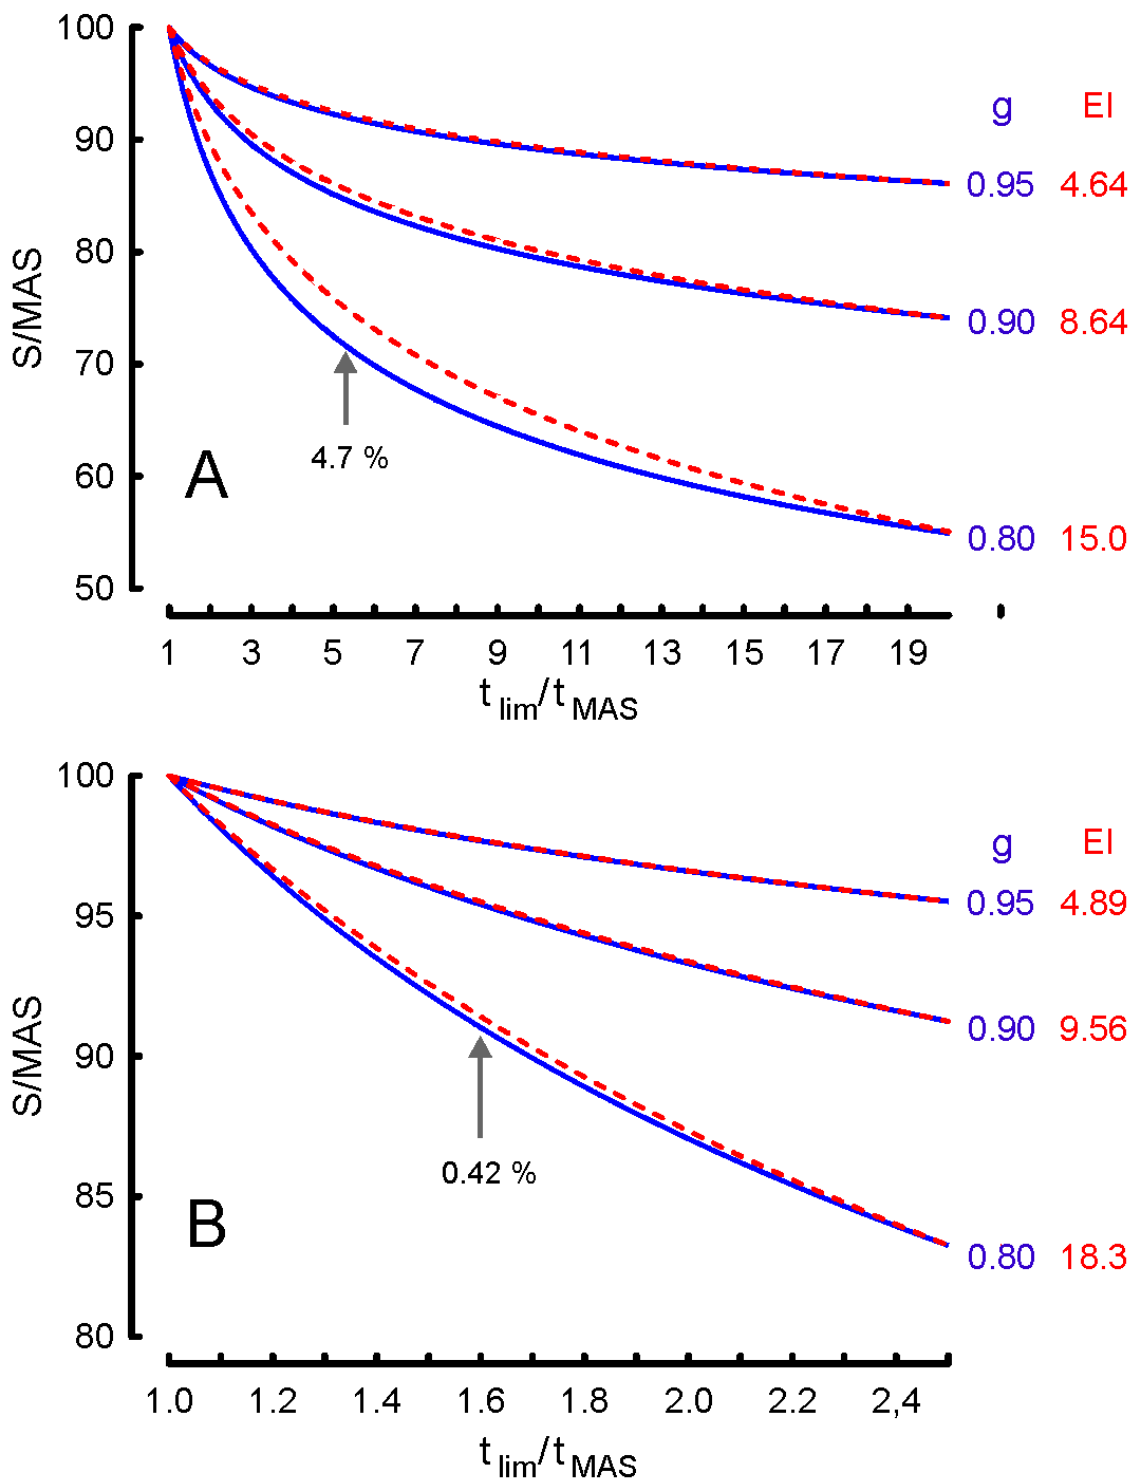 100
g EI
90
0.95 4.64
80
0.90 8.64
S/MAS
70
4.7 %
60
A
0.80 15.0
50
1 3 5 7 9 11 13 15 17 19
t lim/t MAS
100
g EI
95
0.95 4.89
0.90 9.56
S/MAS
90
0.42 %
85
B
0.80 18.3
80
1.0 1.2 1.4 1.6 1.8 2.0 2.2 2,4
t lim/t MAS